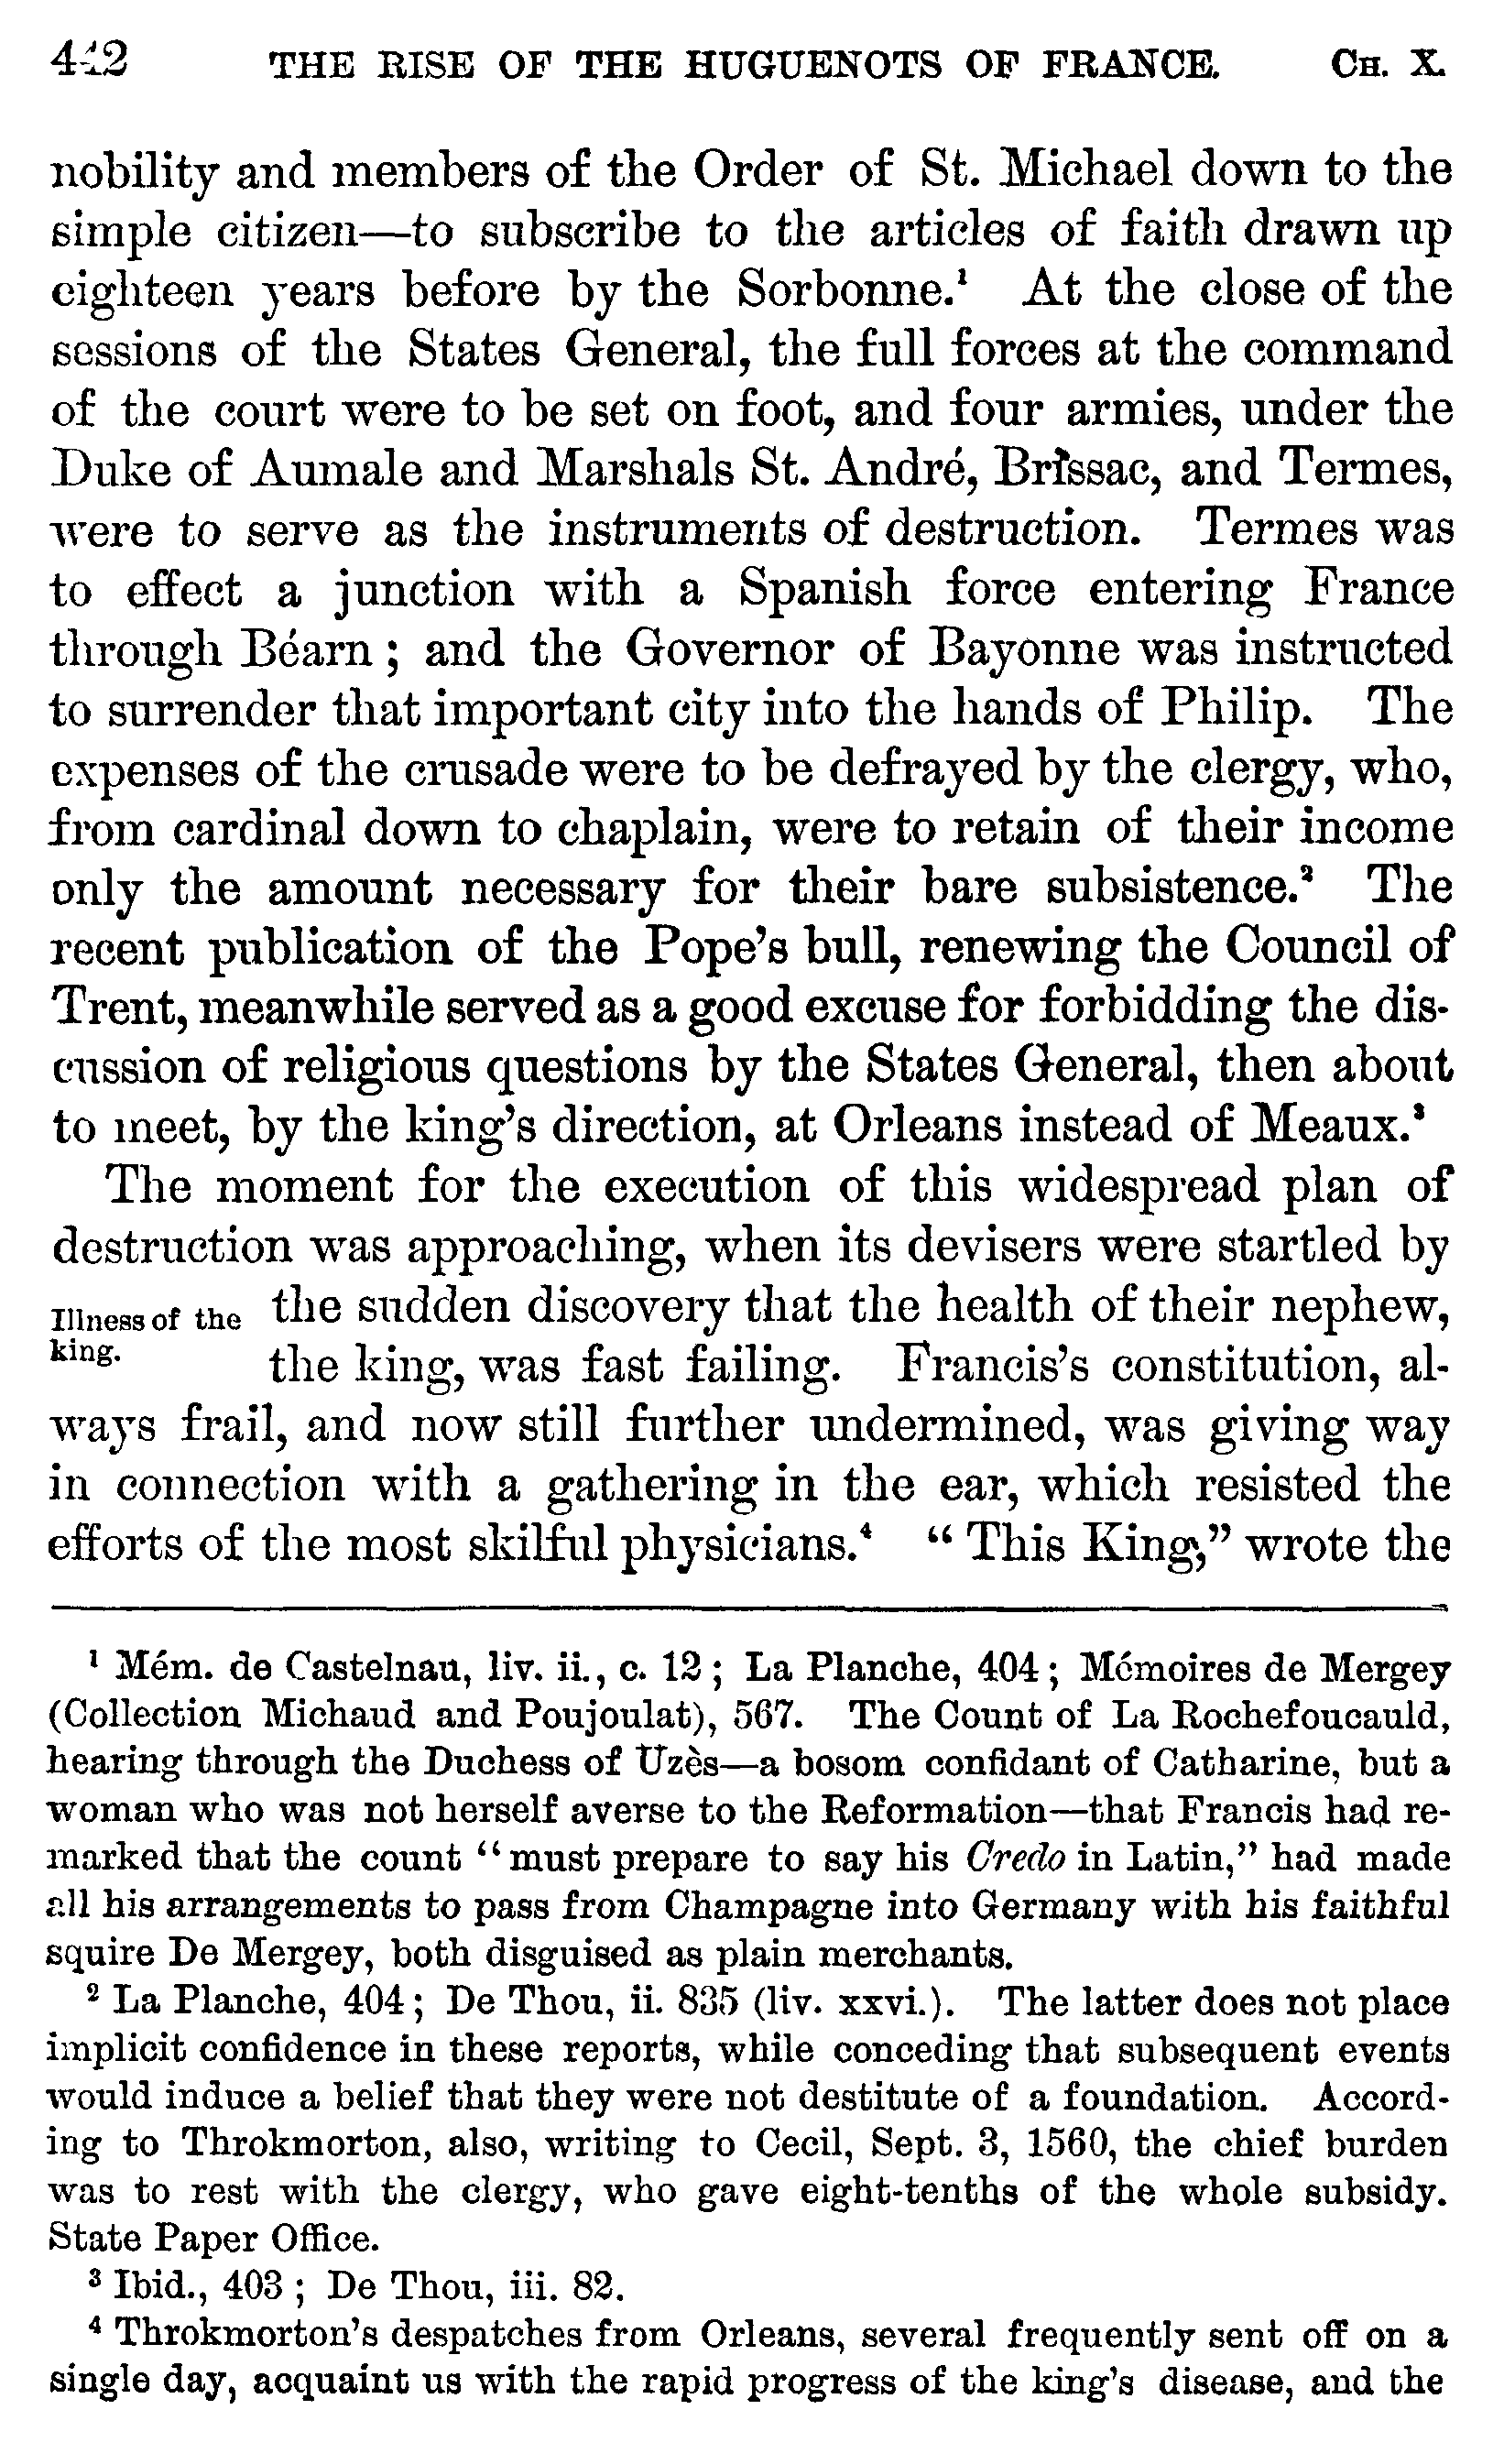 442 THE RISE OF THE HUGUENOTS OF FRANCE. CH. X.
nobility and members of the Order of St. Michael down to the
simple citizen—to subscribe to the articles of faith drawn up
eighteen years before by the Sorbonne.¹ At the close of the
sessions of the States General, the full forces at the command
of the court were to be set on foot, and four armies, under the
Duke of Aumale and Marshals St. André, Brissac, and Termes,
were to serve as the instruments of destruction. Termes was
to effect a junction with a Spanish force entering France
through Béarn; and the Governor of Bayonne was instructed
to surrender that important city into the hands of Philip. The
expenses of the crusade were to be defrayed by the clergy, who,
from cardinal down to chaplain, were to retain of their income
only the amount necessary for their bare subsistence.² The
recent publication of the Pope's bull, renewing the Council of
Trent, meanwhile served as a good excuse for forbidding the dis-
cussion of religious questions by the States General, then about
to meet, by the king's direction, at Orleans instead of Meaux.³
The moment for the execution of this widespread plan of
destruction was approaching, when its devisers were startled by
Illness of the king.
the sudden discovery that the health of their nephew,
the king, was fast failing. Francis's constitution, al-
ways frail, and now still further undermined, was giving way
in connection with a gathering in the ear, which resisted the
efforts of the most skilful physicians.⁴ "This King," wrote the
¹ Mém. de Castelnau, liv. ii., c. 12; La Planche, 404; Mémoires de Mergey
(Collection Michaud and Poujoulat), 567. The Count of La Rochefoucauld,
hearing through the Duchess of Uzès—a bosom confidant of Catharine, but a
woman who was not herself averse to the Reformation—that Francis had re-
marked that the count "must prepare to say his Credo in Latin," had made
all his arrangements to pass from Champagne into Germany with his faithful
squire De Mergey, both disguised as plain merchants.
² La Planche, 404; De Thou, ii. 835 (liv. xxvi.). The latter does not place
implicit confidence in these reports, while conceding that subsequent events
would induce a belief that they were not destitute of a foundation. Accord-
ing to Throkmorton, also, writing to Cecil, Sept. 3, 1560, the chief burden
was to rest with the clergy, who gave eight-tenths of the whole subsidy.
State Paper Office.
³ Ibid., 403; De Thou, iii. 82.
⁴ Throkmorton's despatches from Orleans, several frequently sent off on a
single day, acquaint us with the rapid progress of the king's disease, and the